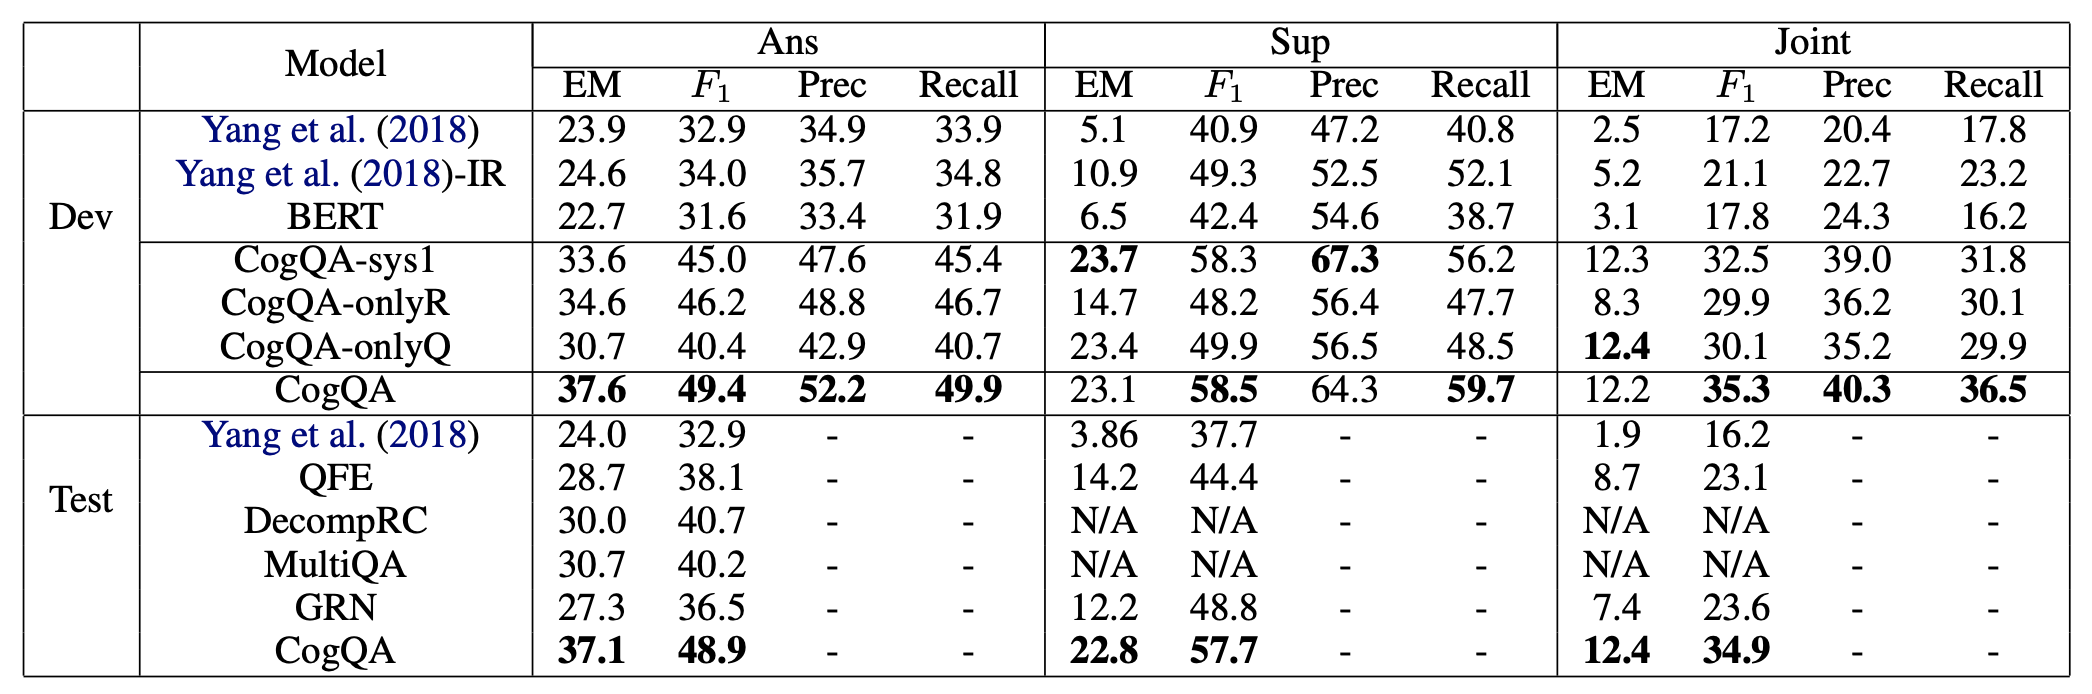 Model Ans Sup Joint
EM F1 Prec Recall EM F1 Prec Recall EM F1 Prec Recall
Dev Yang et al. (2018) 23.9 32.9 34.9 33.9 5.1 40.9 47.2 40.8 2.5 17.2 20.4 17.8
Yang et al. (2018)-IR 24.6 34.0 35.7 34.8 10.9 49.3 52.5 52.1 5.2 21.1 22.7 23.2
BERT 22.7 31.6 33.4 31.9 6.5 42.4 54.6 38.7 3.1 17.8 24.3 16.2
CogQA-sys1 33.6 45.0 47.6 45.4 23.7 58.3 67.3 56.2 12.3 32.5 39.0 31.8
CogQA-onlyR 34.6 46.2 48.8 46.7 14.7 48.2 56.4 47.7 8.3 29.9 36.2 30.1
CogQA-onlyQ 30.7 40.4 42.9 40.7 23.4 49.9 56.5 48.5 12.4 30.1 35.2 29.9
CogQA 37.6 49.4 52.2 49.9 23.1 58.5 64.3 59.7 12.2 35.3 40.3 36.5
Test Yang et al. (2018) 24.0 32.9 - - 3.86 37.7 - - 1.9 16.2 - -
QFE 28.7 38.1 - - 14.2 44.4 - - 8.7 23.1 - -
DecompRC 30.0 40.7 - - N/A N/A - - N/A N/A - -
MultiQA 30.7 40.2 - - N/A N/A - - N/A N/A - -
GRN 27.3 36.5 - - 12.2 48.8 - - 7.4 23.6 - -
CogQA 37.1 48.9 - - 22.8 57.7 - - 12.4 34.9 - -